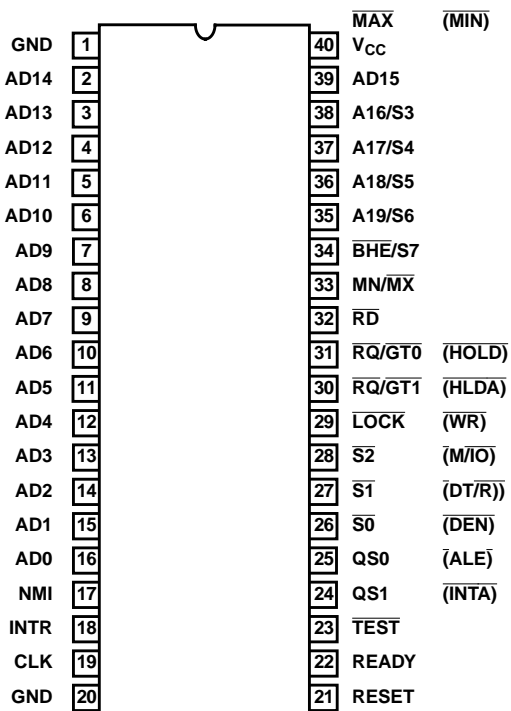 MAX (MIN)
GND 1 40 VCC
AD14 2 39 AD15
AD13 3 38 A16/S3
AD12 4 37 A17/S4
AD11 5 36 A18/S5
AD10 6 35 A19/S6
AD9 7 34 BHE/S7
AD8 8 33 MN/MX
AD7 9 32 RD
AD6 10 31 RQ/GT0 (HOLD)
AD5 11 30 RQ/GT1 (HLDA)
AD4 12 29 LOCK (WR)
AD3 13 28 S2 (M/IO)
AD2 14 27 S1 (DT/R))
AD1 15 26 S0 (DEN)
AD0 16 25 QS0 (ALE)
NMI 17 24 QS1 (INTA)
INTR 18 23 TEST
CLK 19 22 READY
GND 20 21 RESET